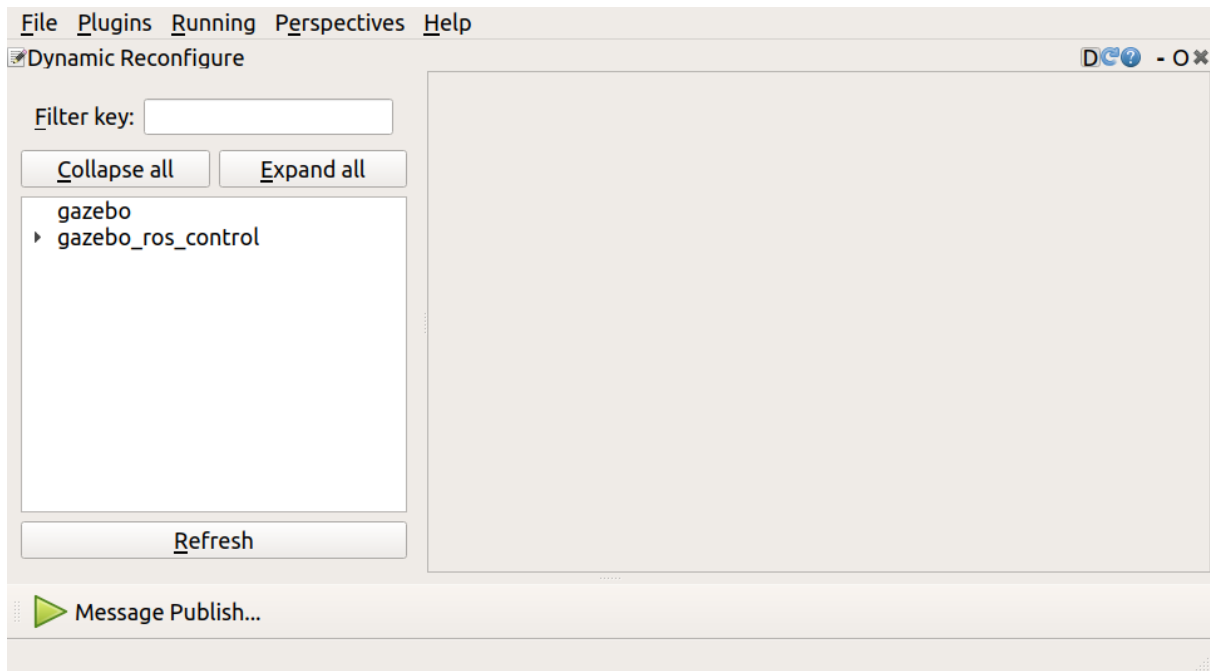 File Plugins Running Perspectives Help
Dynamic Reconfigure D ? - O
Filter key:
Collapse all Expand all
gazebo
gazebo_ros_control
Refresh
Message Publish...